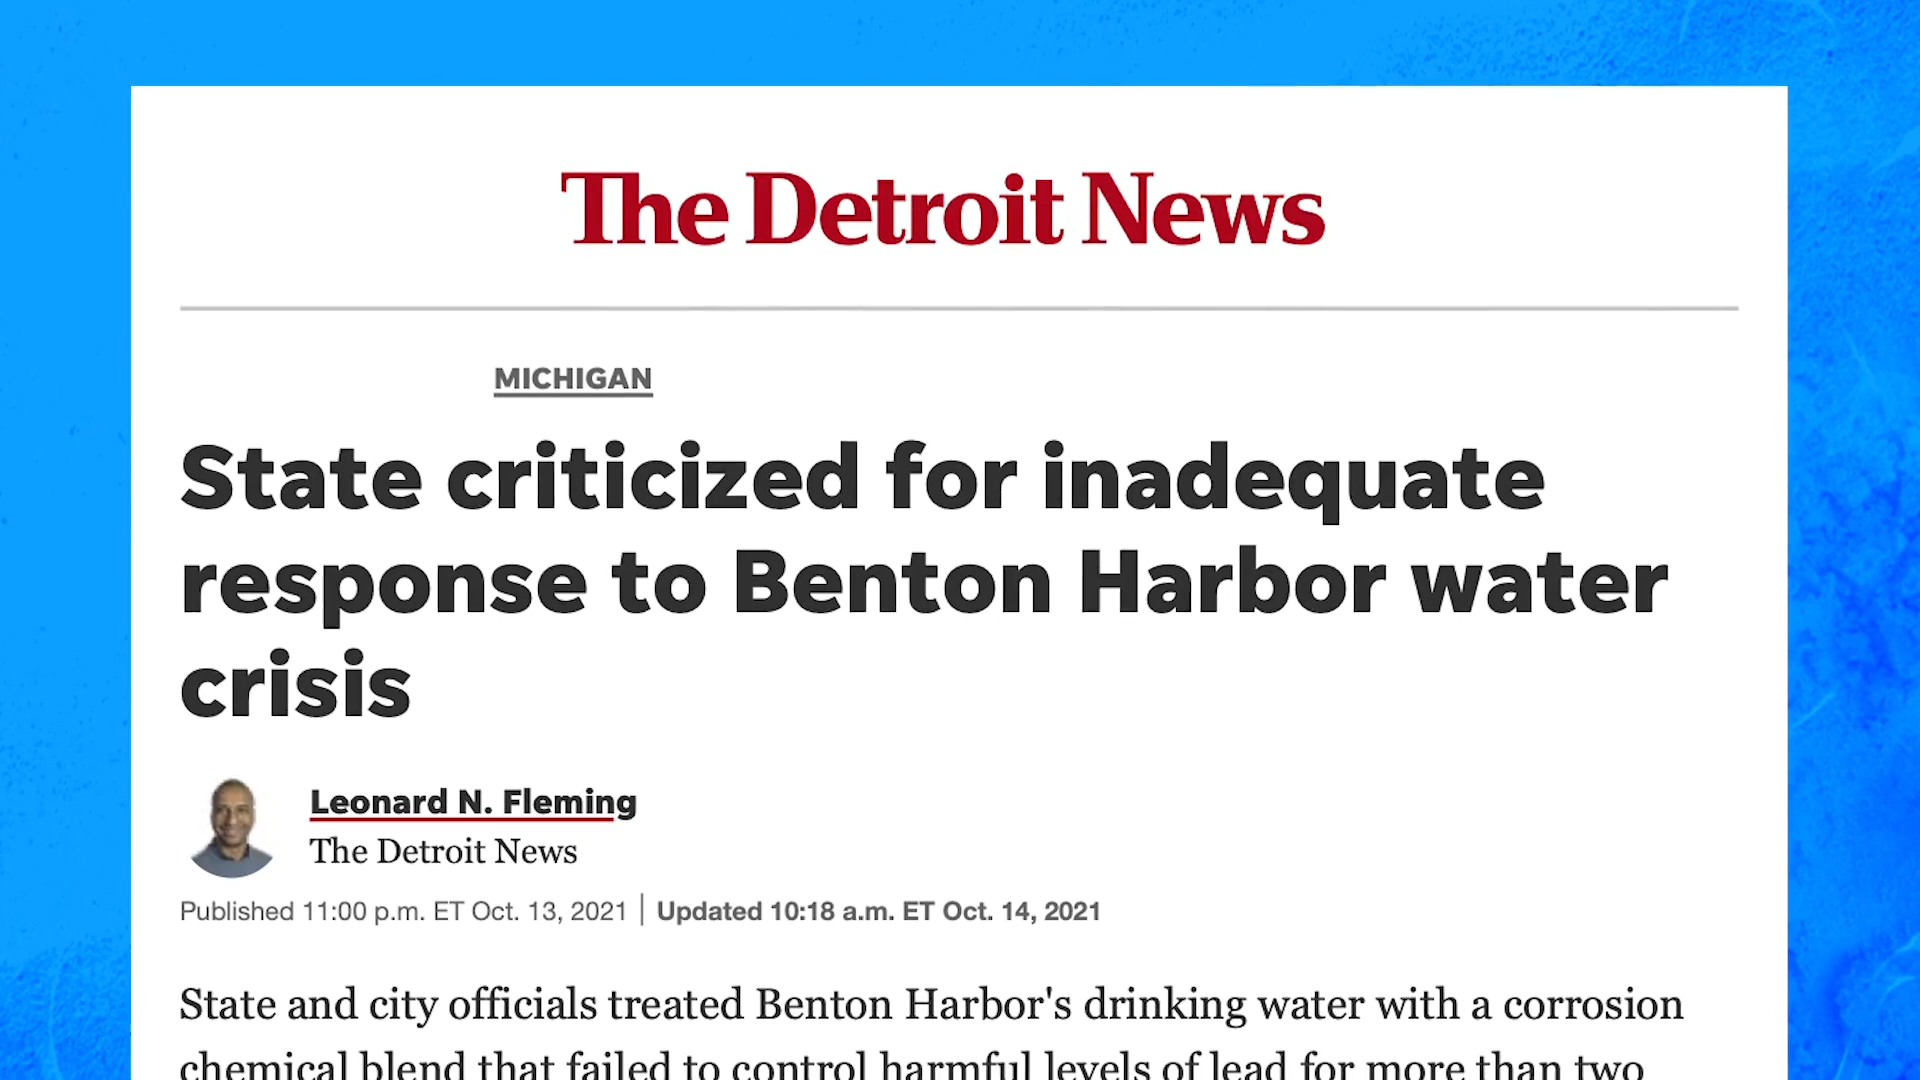 The Detroit News
MICHIGAN
State criticized for inadequate
response to Benton Harbor water
crisis
Leonard N. Fleming
The Detroit News
Published 11:00 p.m. ET Oct. 13, 2021 | Updated 10:18 a.m. ET Oct. 14, 2021
State and city officials treated Benton Harbor's drinking water with a corrosion
chemical blend that failed to control harmful levels of lead for more than two